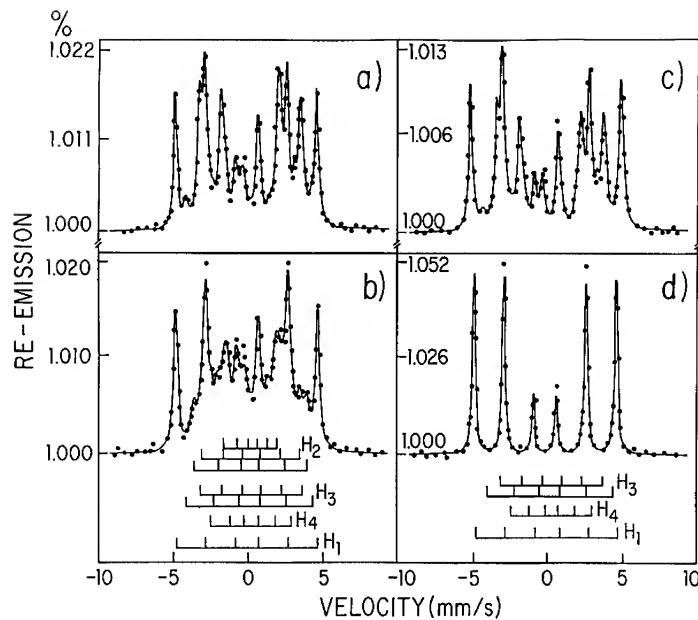 %
1.022
1.011
1.000
a)
1.013
1.006
1.000
c)
RE-EMISSION
1.020
1.010
1.000
b)
H2
H3
H4
H1
1.052
1.026
1.000
d)
H3
H4
H1
-10 -5 0 5
-10 -5 0 5 10
VELOCITY (mm/s)